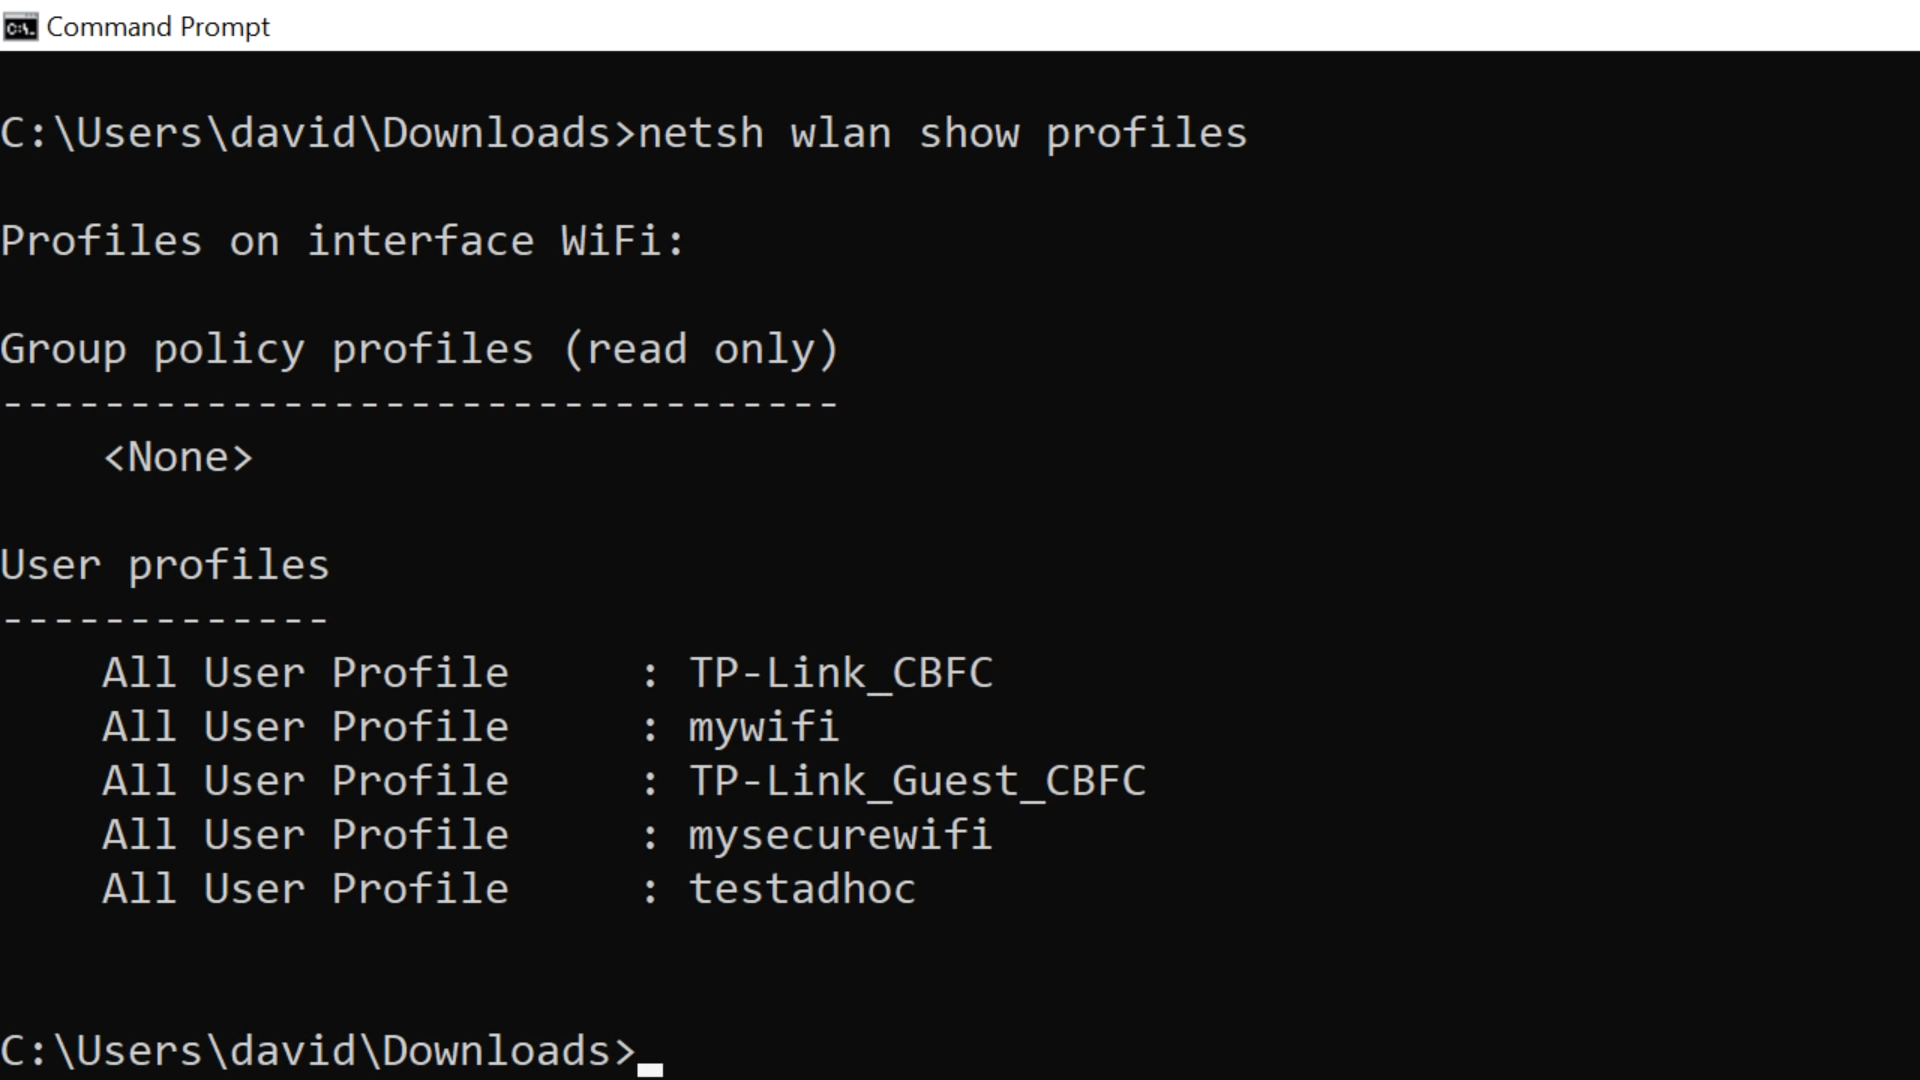 Command Prompt
C:\Users\david\Downloads>netsh wlan show profiles
Profiles on interface WiFi:
Group policy profiles (read only)
---------------------------------
    <None>
User profiles
-------------
    All User Profile     : TP-Link_CBFC
    All User Profile     : mywifi
    All User Profile     : TP-Link_Guest_CBFC
    All User Profile     : mysecurewifi
    All User Profile     : testadhoc
C:\Users\david\Downloads>